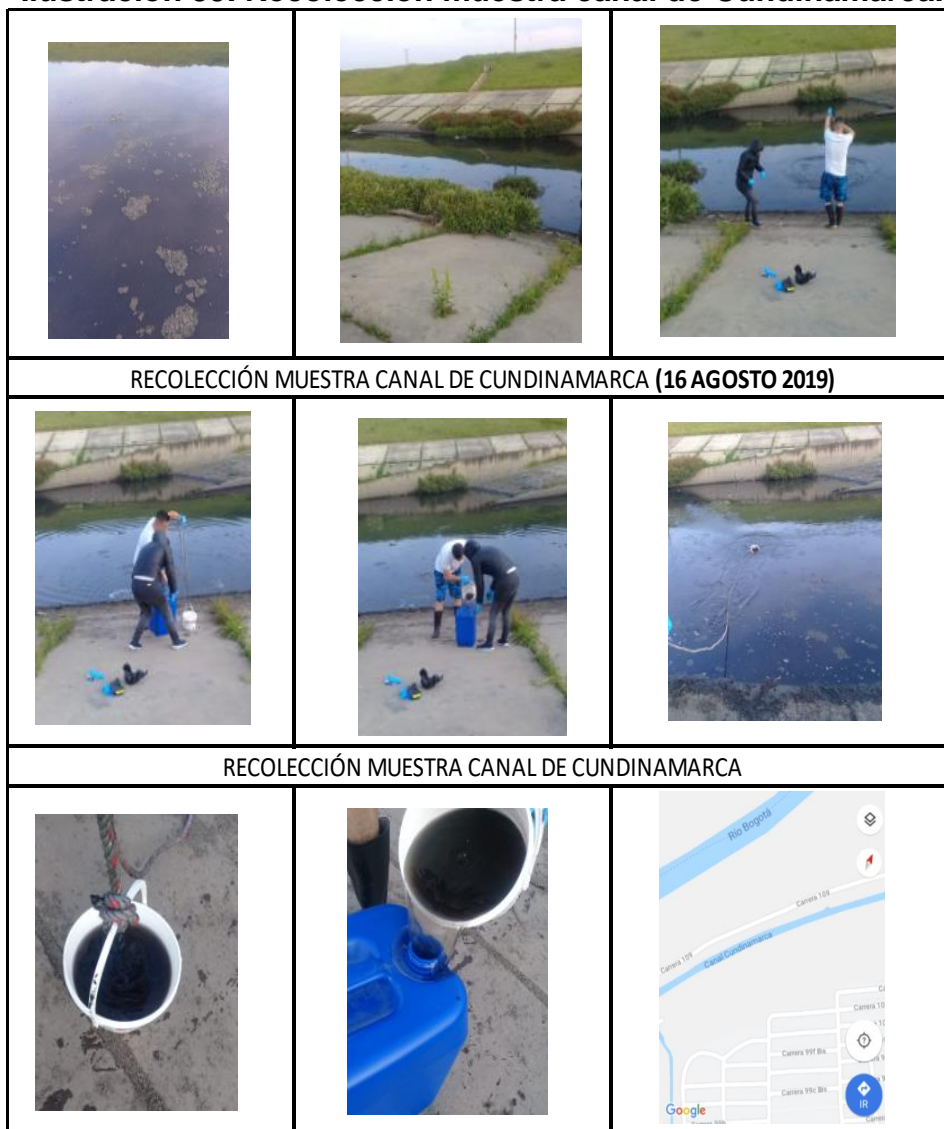 RECOLECCIÓN MUESTRA CANAL DE CUNDINAMARCA (16 AGOSTO 2019)
RECOLECCIÓN MUESTRA CANAL DE CUNDINAMARCA
Río Bogotá
Carrera 109
Carrera 109
Canal Cundinamarca
Carrera 99f Bis
Carrera 99c Bis
IR
Google